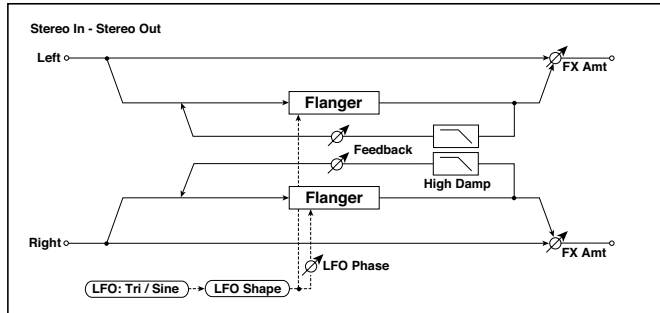 Stereo In - Stereo Out
Left
FX Amt
Flanger
Feedback
High Damp
Flanger
Right
FX Amt
LFO Phase
LFO: Tri / Sine
LFO Shape